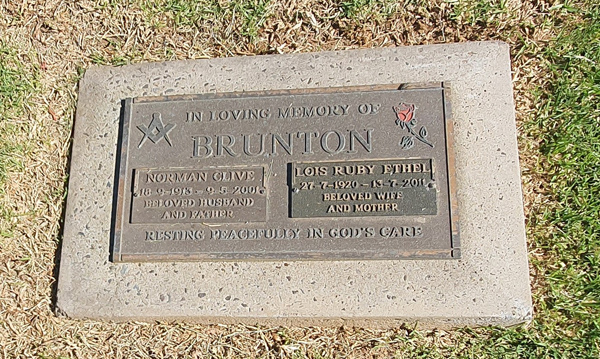 IN LOVING MEMORY OF
BRUNTON
NORMAN CLIVE
18-9-1918 - 9-5-2001
BELOVED HUSBAND
AND FATHER
LOIS RUBY ETHEL
27-7-1920 - 13-7-2011
BELOVED WIFE
AND MOTHER
RESTING PEACEFULLY IN GOD'S CARE